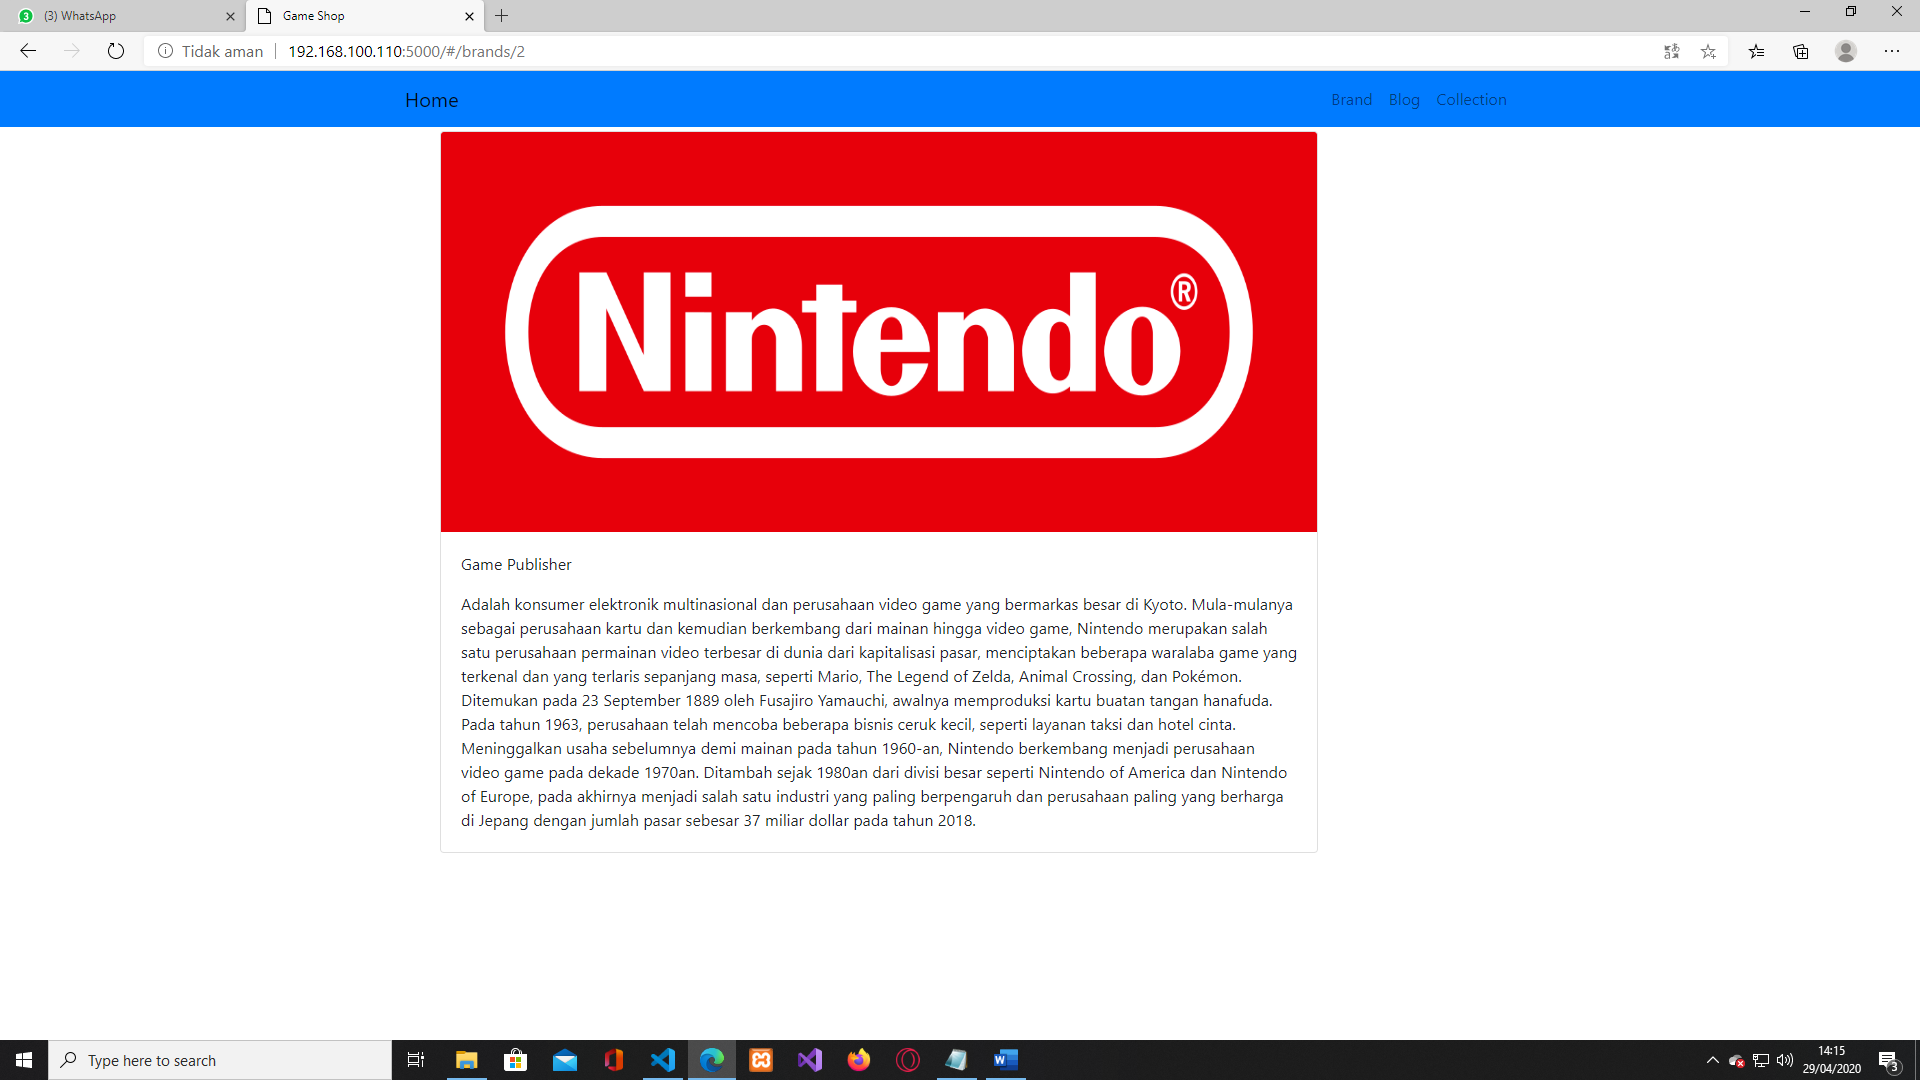 (3) WhatsApp
Game Shop
Tidak aman
192.168.100.110:5000/#/brands/2
Home
Brand
Blog
Collection
Nintendo®
Game Publisher
Adalah konsumer elektronik multinasional dan perusahaan video game yang bermarkas besar di Kyoto. Mula-mulanya
sebagai perusahaan kartu dan kemudian berkembang dari mainan hingga video game, Nintendo merupakan salah
satu perusahaan permainan video terbesar di dunia dari kapitalisasi pasar, menciptakan beberapa waralaba game yang
terkenal dan yang terlaris sepanjang masa, seperti Mario, The Legend of Zelda, Animal Crossing, dan Pokémon.
Ditemukan pada 23 September 1889 oleh Fusajiro Yamauchi, awalnya memproduksi kartu buatan tangan hanafuda.
Pada tahun 1963, perusahaan telah mencoba beberapa bisnis ceruk kecil, seperti layanan taksi dan hotel cinta.
Meninggalkan usaha sebelumnya demi mainan pada tahun 1960-an, Nintendo berkembang menjadi perusahaan
video game pada dekade 1970an. Ditambah sejak 1980an dari divisi besar seperti Nintendo of America dan Nintendo
of Europe, pada akhirnya menjadi salah satu industri yang paling berpengaruh dan perusahaan paling yang berharga
di Jepang dengan jumlah pasar sebesar 37 miliar dollar pada tahun 2018.
Type here to search
14:15
29/04/2020
3